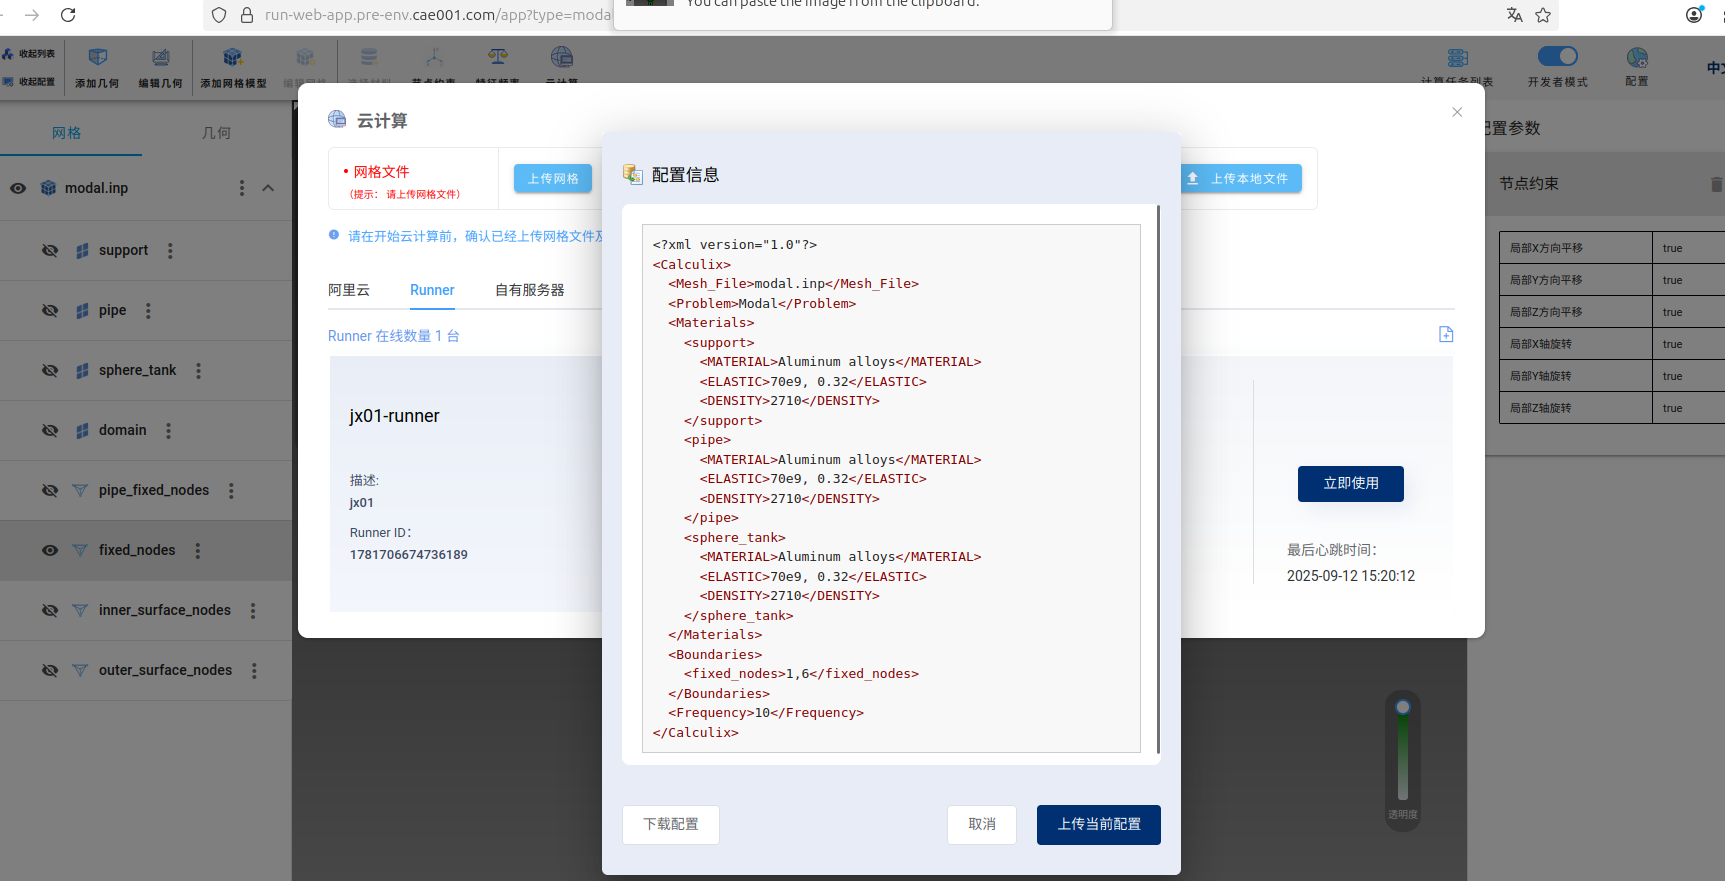 You can paste the image from the clipboard.
run-web-app.pre-env.cae001.com/app?type=moda
收起列表
收起配置
添加几何
编辑几何
添加网格模型
云计算
计算任务列表
开发者模式
配置
中文
网格
几何
modal.inp
support
pipe
sphere_tank
domain
pipe_fixed_nodes
fixed_nodes
inner_surface_nodes
outer_surface_nodes
云计算
• 网格文件
（提示： 请上传网格文件）
上传网格
上传本地文件
请在开始云计算前，确认已经上传网格文件及
阿里云
Runner
自有服务器
Runner 在线数量 1 台
jx01-runner
描述:
jx01
Runner ID：
1781706674736189
立即使用
最后心跳时间：
2025-09-12 15:20:12
配置信息
<?xml version="1.0"?>
<Calculix>
<Mesh_File>modal.inp</Mesh_File>
<Problem>Modal</Problem>
<Materials>
<support>
<MATERIAL>Aluminum alloys</MATERIAL>
<ELASTIC>70e9, 0.32</ELASTIC>
<DENSITY>2710</DENSITY>
</support>
<pipe>
<MATERIAL>Aluminum alloys</MATERIAL>
<ELASTIC>70e9, 0.32</ELASTIC>
<DENSITY>2710</DENSITY>
</pipe>
<sphere_tank>
<MATERIAL>Aluminum alloys</MATERIAL>
<ELASTIC>70e9, 0.32</ELASTIC>
<DENSITY>2710</DENSITY>
</sphere_tank>
</Materials>
<Boundaries>
<fixed_nodes>1,6</fixed_nodes>
</Boundaries>
<Frequency>10</Frequency>
</Calculix>
下载配置
取消
上传当前配置
配置参数
节点约束
局部X方向平移 true
局部Y方向平移 true
局部Z方向平移 true
局部X轴旋转 true
局部Y轴旋转 true
局部Z轴旋转 true
透明度